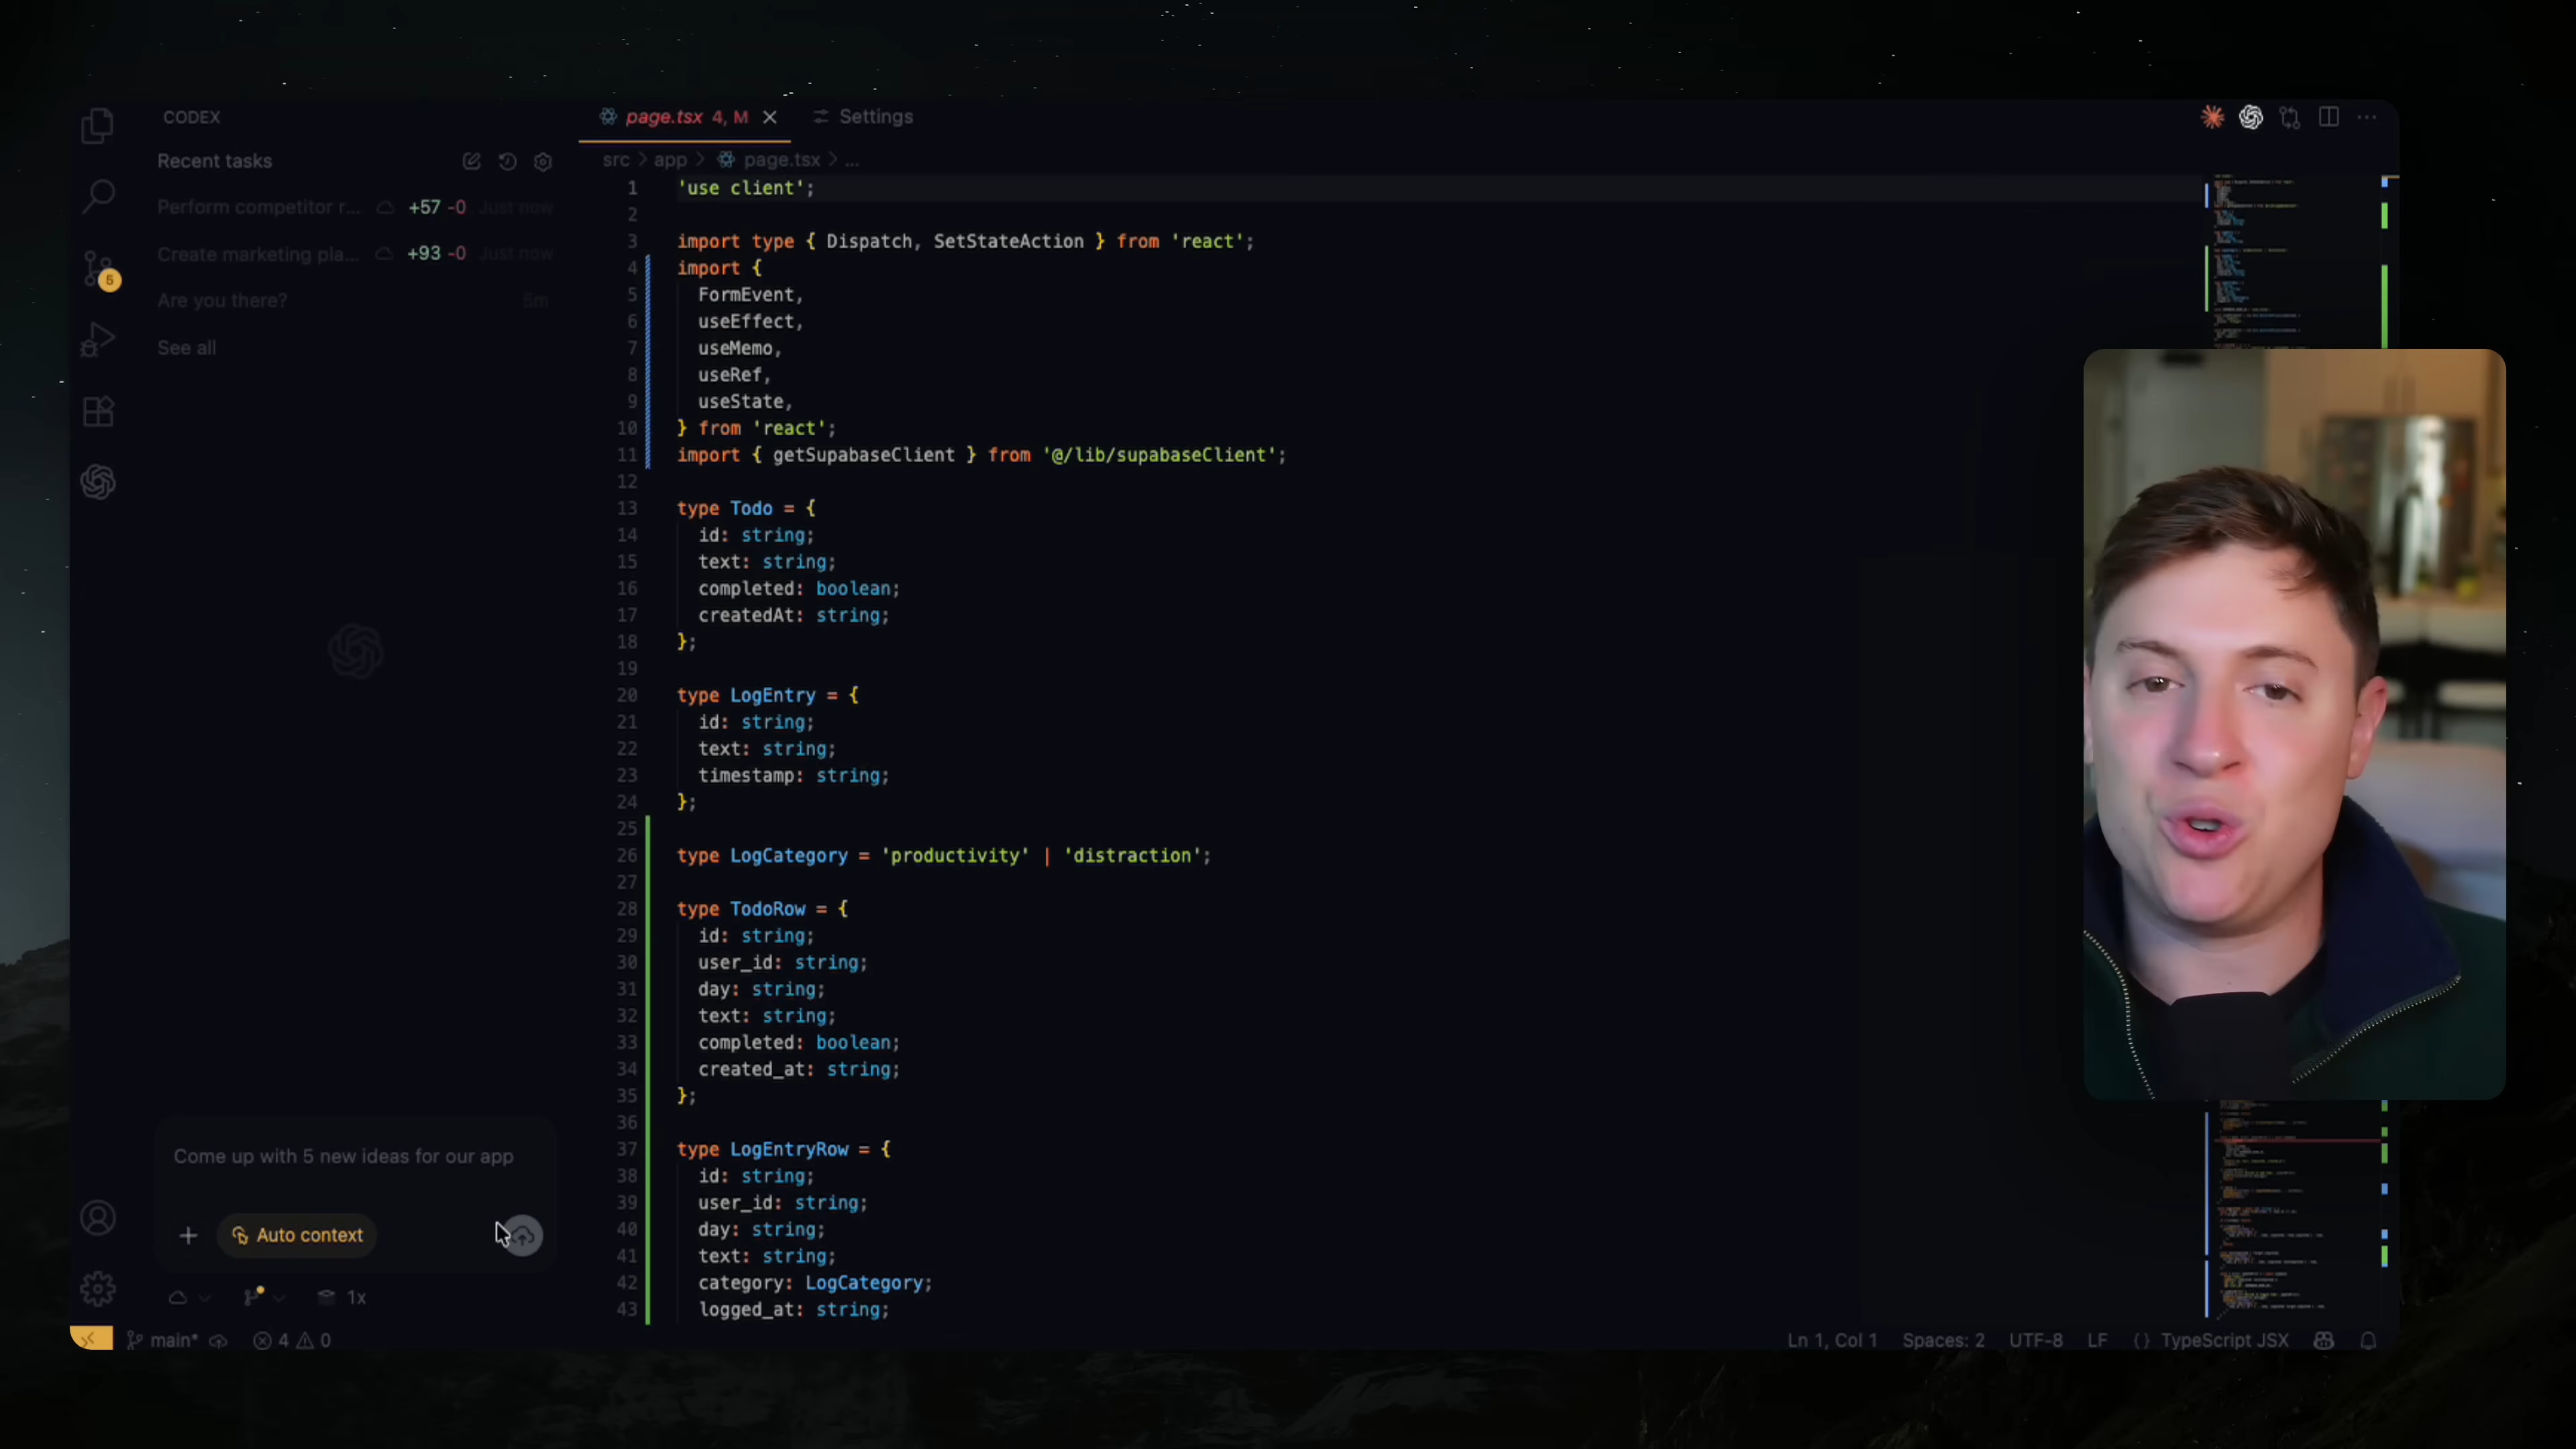 CODEX
Recent tasks
Perform competitor r... +57 -0 Just now
Create marketing pla... +93 -0 Just now
Are you there? 5m
See all
5
Come up with 5 new ideas for our app
Auto context
1x
main* 4 0
page.tsx 4, M
Settings
src > app > page.tsx > ...
1 'use client';
2
3 import type { Dispatch, SetStateAction } from 'react';
4 import {
5 FormEvent,
6 useEffect,
7 useMemo,
8 useRef,
9 useState,
10 } from 'react';
11 import { getSupabaseClient } from '@/lib/supabaseClient';
12
13 type Todo = {
14 id: string;
15 text: string;
16 completed: boolean;
17 createdAt: string;
18 };
19
20 type LogEntry = {
21 id: string;
22 text: string;
23 timestamp: string;
24 };
25
26 type LogCategory = 'productivity' | 'distraction';
27
28 type TodoRow = {
29 id: string;
30 user_id: string;
31 day: string;
32 text: string;
33 completed: boolean;
34 created_at: string;
35 };
36
37 type LogEntryRow = {
38 id: string;
39 user_id: string;
40 day: string;
41 text: string;
42 category: LogCategory;
43 logged_at: string;
Ln 1, Col 1 Spaces: 2 UTF-8 LF {} TypeScript JSX